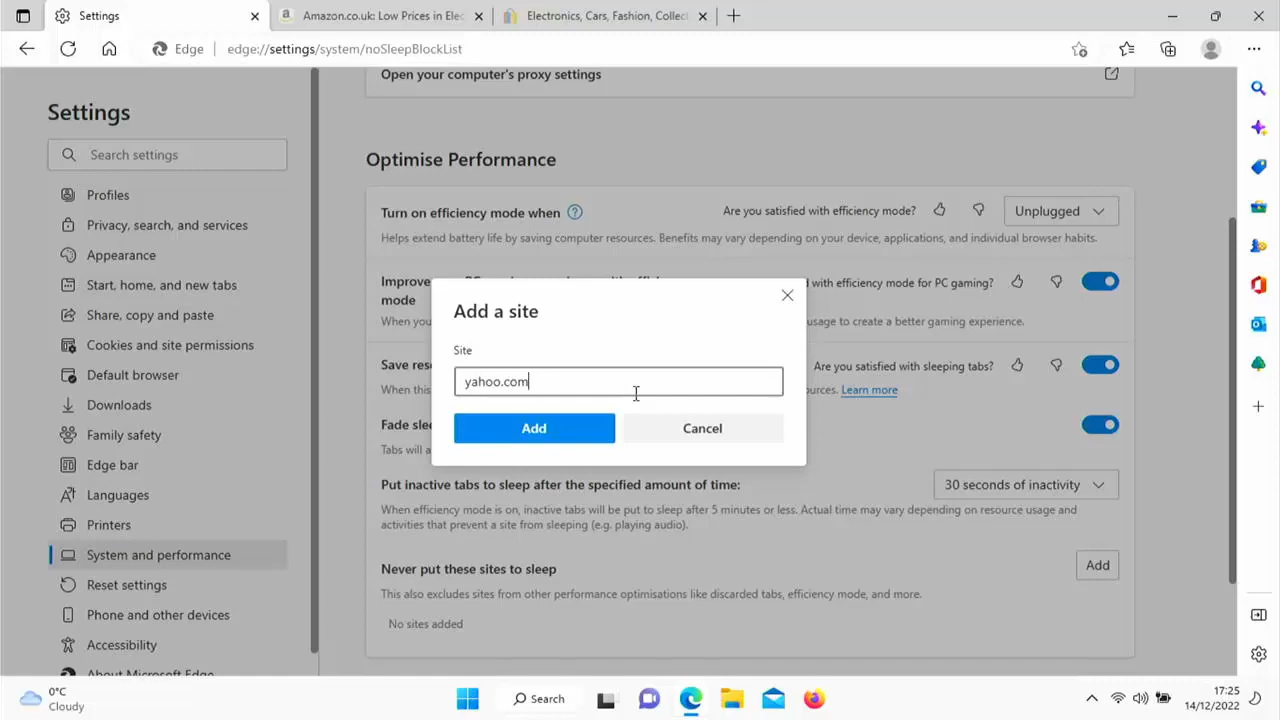 Settings
Amazon.co.uk: Low Prices in Elec
Electronics, Cars, Fashion, Collect
Edge
edge://settings/system/noSleepBlockList
Settings
Search settings
Profiles
Privacy, search, and services
Appearance
Start, home, and new tabs
Share, copy and paste
Cookies and site permissions
Default browser
Downloads
Family safety
Edge bar
Languages
Printers
System and performance
Reset settings
Phone and other devices
Accessibility
About Microsoft Edge
Open your computer's proxy settings
Optimise Performance
Turn on efficiency mode when
Are you satisfied with efficiency mode?
Unplugged
Helps extend battery life by saving computer resources. Benefits may vary depending on your device, applications, and individual browser habits.
Improve
mode
with efficiency mode for PC gaming?
When you
usage to create a better gaming experience.
Add a site
Site
yahoo.com
Add
Cancel
Save
Are you satisfied with sleeping tabs?
When this
Learn more
Fade
Tabs will
Put inactive tabs to sleep after the specified amount of time:
30 seconds of inactivity
When efficiency mode is on, inactive tabs will be put to sleep after 5 minutes or less. Actual time may vary depending on resource usage and
activities that prevent a site from sleeping (e.g. playing audio).
Never put these sites to sleep
Add
This also excludes sites from other performance optimisations like discarded tabs, efficiency mode, and more.
No sites added
0°C
Cloudy
Search
17:25
14/12/2022